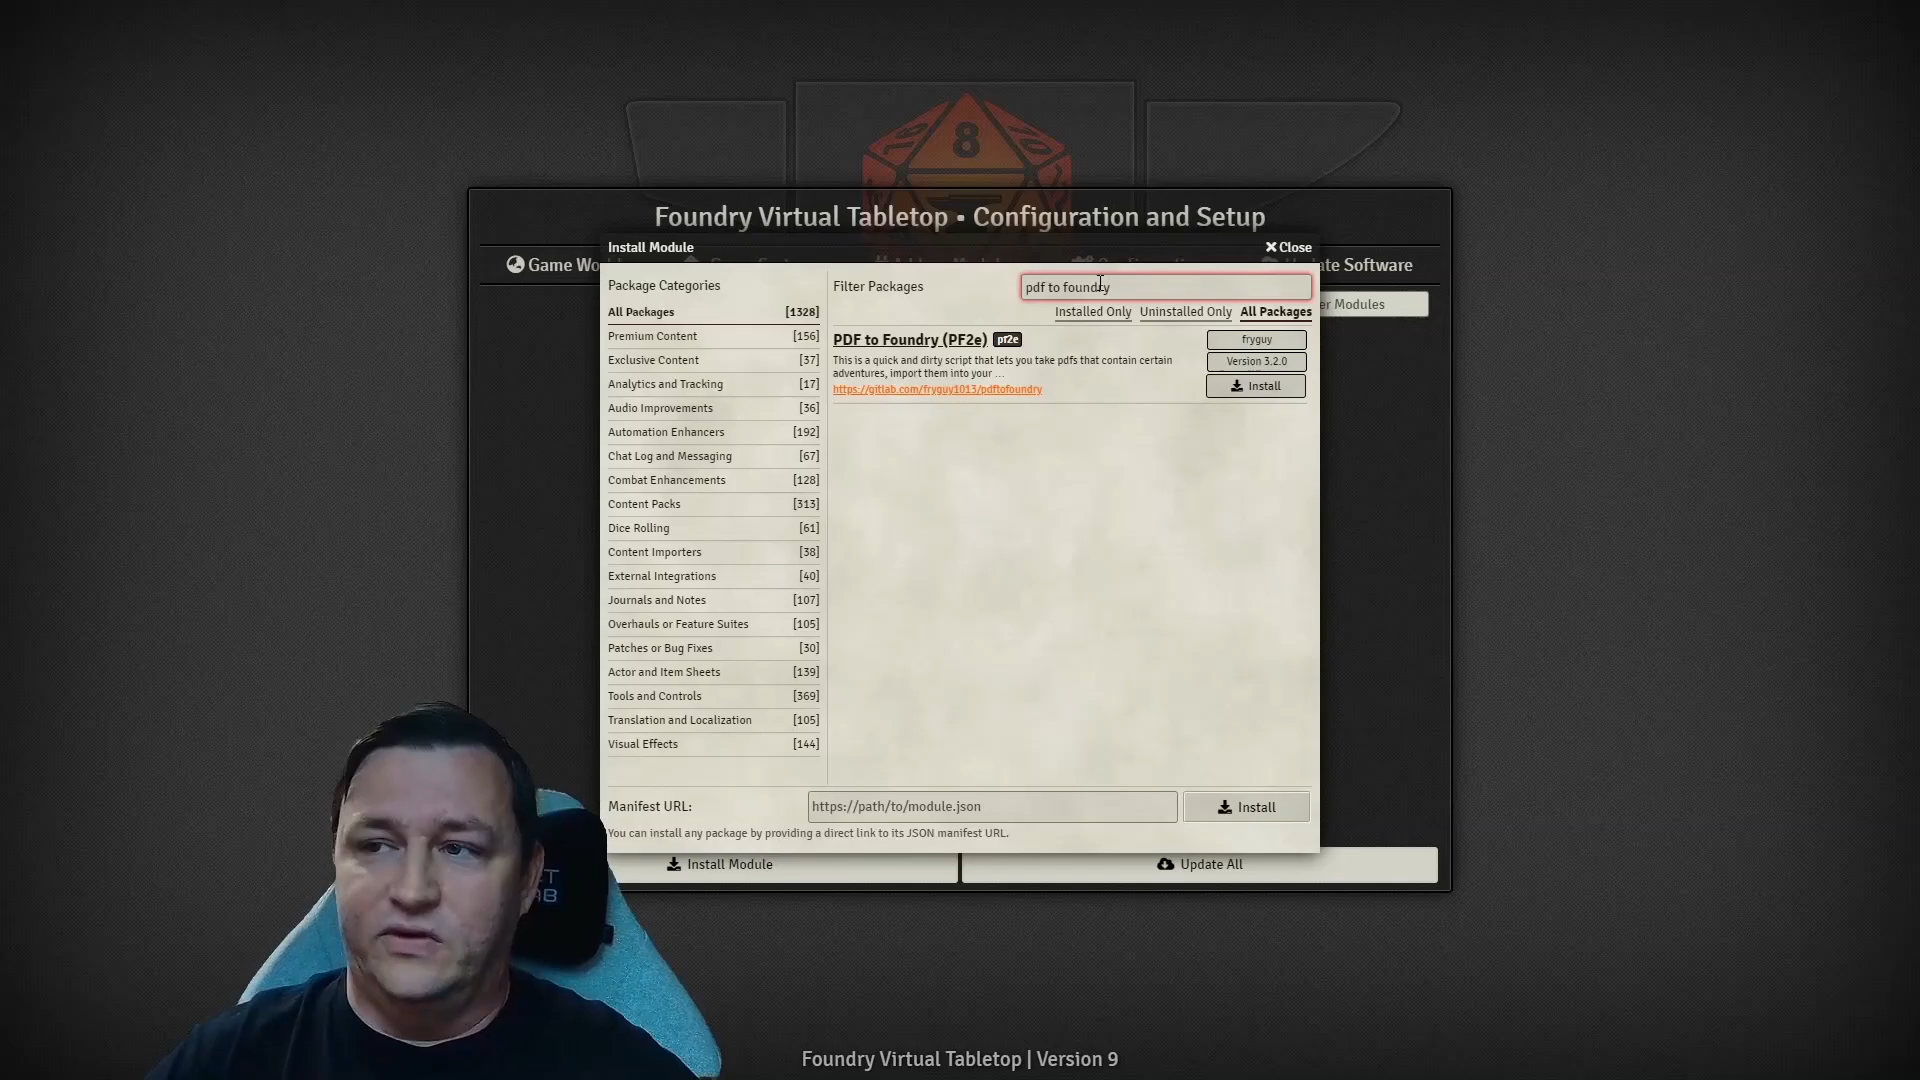 8
Foundry Virtual Tabletop • Configuration and Setup
Game Wo
te Software
Install Module
Close
er Modules
Package Categories
All Packages [1328]
Premium Content [156]
Exclusive Content [37]
Analytics and Tracking [17]
Audio Improvements [36]
Automation Enhancers [192]
Chat Log and Messaging [67]
Combat Enhancements [128]
Content Packs [313]
Dice Rolling [61]
Content Importers [38]
External Integrations [40]
Journals and Notes [107]
Overhauls or Feature Suites [105]
Patches or Bug Fixes [30]
Actor and Item Sheets [139]
Tools and Controls [369]
Translation and Localization [105]
Visual Effects [144]
Filter Packages pdf to foundry
Installed Only Uninstalled Only All Packages
PDF to Foundry (PF2e) pf2e fryguy
This is a quick and dirty script that lets you take pdfs that contain certain
adventures, import them into your ...
Version 3.2.0
https://gitlab.com/fryguy1013/pdftofoundry
Install
Manifest URL: https://path/to/module.json Install
You can install any package by providing a direct link to its JSON manifest URL.
Install Module Update All
Foundry Virtual Tabletop | Version 9